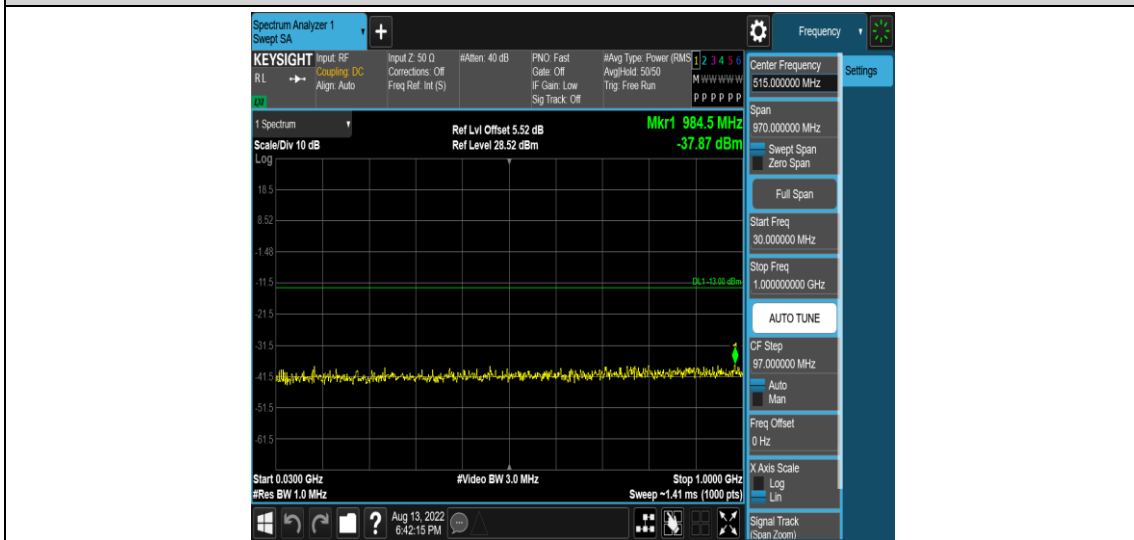 Spectrum Analyzer 1
Swept SA
+
Frequency
KEYSIGHT
RL
Input: RF
Coupling: DC
Align: Auto
Input Z: 50 Ω
Corrections: Off
Freq Ref: Int (S)
#Atten: 40 dB
PNO: Fast
Gate: Off
IF Gain: Low
Sig Track: Off
#Avg Type: Power (RMS
Avg|Hold: 50/50
Trig: Free Run
1 2 3 4 5 6
M W W W W W
P P P P P P
Center Frequency
515.000000 MHz
Settings
1 Spectrum
Scale/Div 10 dB
Log
Ref Lvl Offset 5.52 dB
Ref Level 28.52 dBm
Mkr1 984.5 MHz
-37.87 dBm
Span
970.000000 MHz
Swept Span
Zero Span
Full Span
Start Freq
30.000000 MHz
Stop Freq
1.000000000 GHz
AUTO TUNE
CF Step
97.000000 MHz
Auto
Man
Freq Offset
0 Hz
X Axis Scale
Log
Lin
Signal Track
(Span Zoom)
18.5
8.52
-1.48
-11.5
DL1 -13.00 dBm
-21.5
-31.5
1
-41.5
-51.5
-61.5
Start 0.0300 GHz
#Res BW 1.0 MHz
#Video BW 3.0 MHz
Stop 1.0000 GHz
Sweep ~1.41 ms (1000 pts)
?
Aug 13, 2022
6:42:15 PM